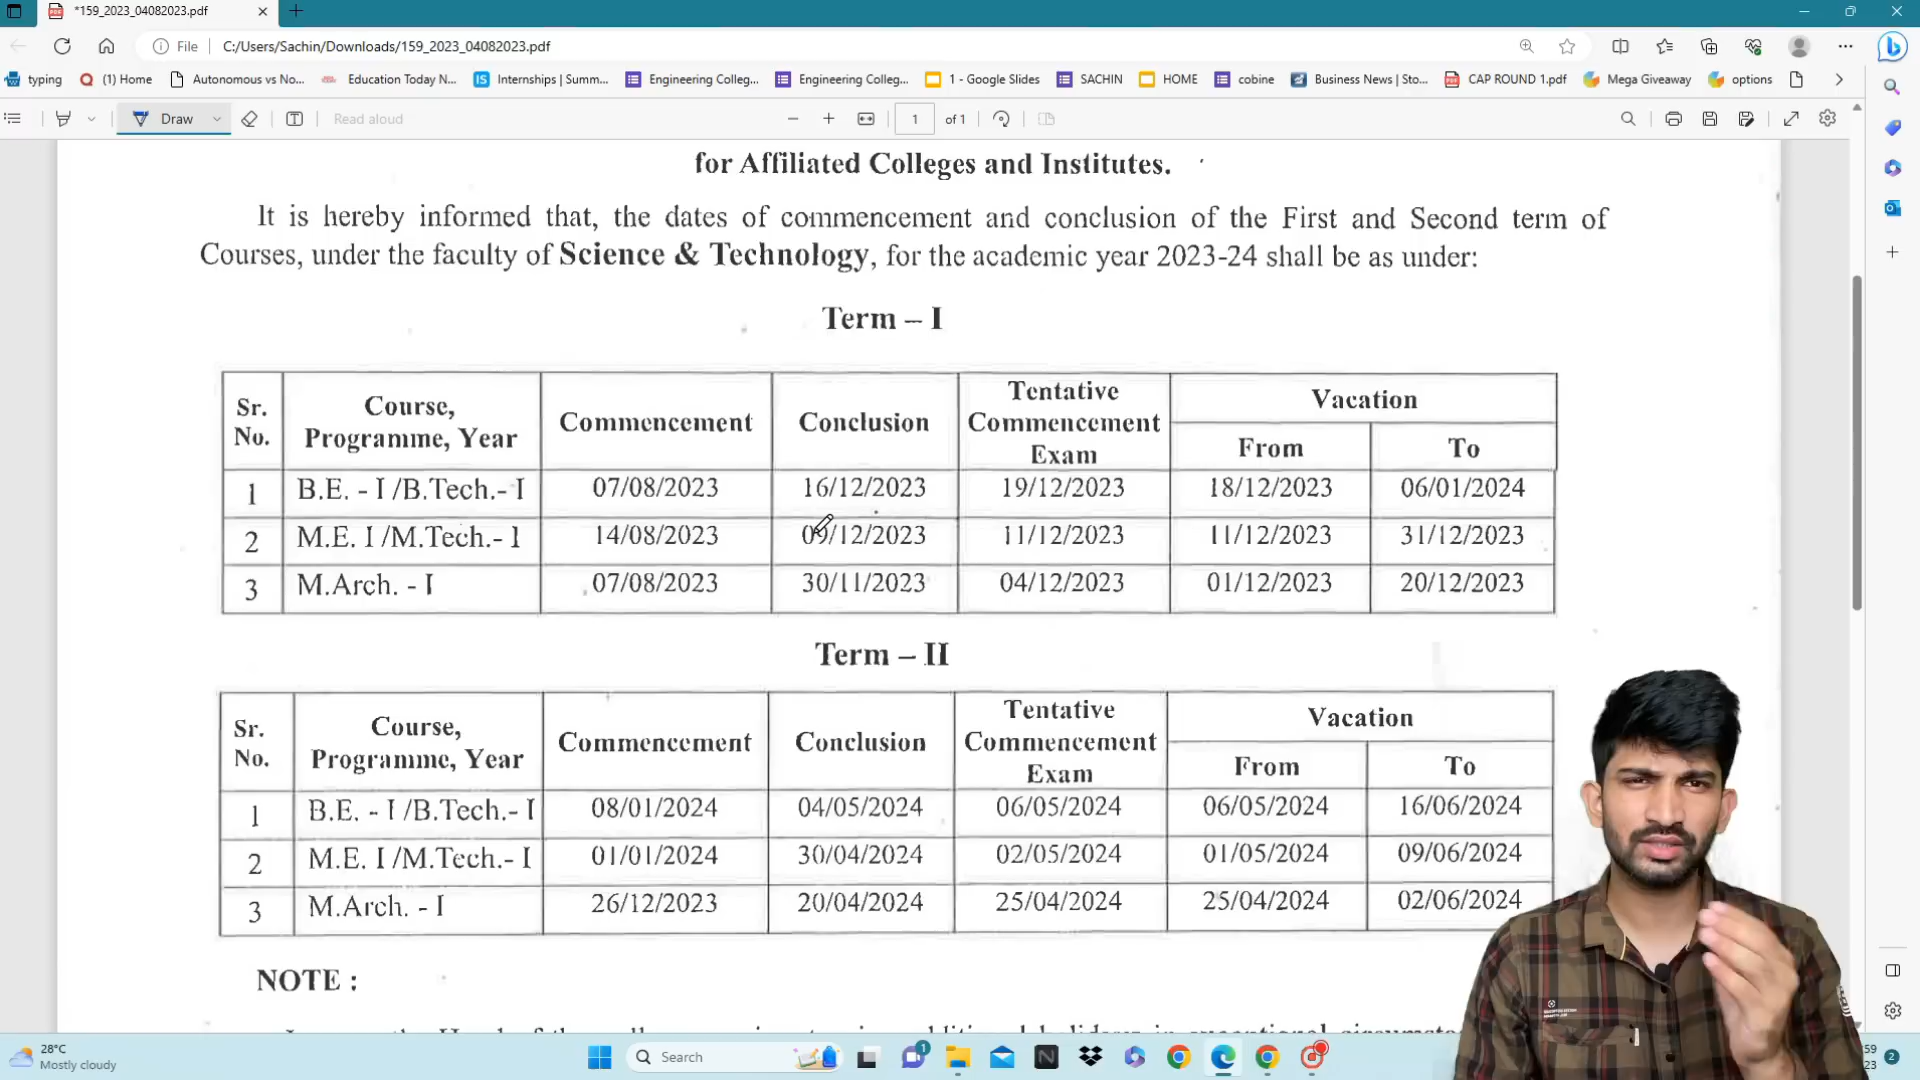 *159_2023_04082023.pdf
File
C:/Users/Sachin/Downloads/159_2023_04082023.pdf
typing
(1) Home
Autonomous vs No...
Education Today N...
Internships | Summ...
Engineering Colleg...
Engineering Colleg...
1 - Google Slides
SACHIN
HOME
cobine
Business News | Sto...
CAP ROUND 1.pdf
Mega Giveaway
options
Draw
Read aloud
1 of 1
for Affiliated Colleges and Institutes.
It is hereby informed that, the dates of commencement and conclusion of the First and Second term of
Courses, under the faculty of Science & Technology, for the academic year 2023-24 shall be as under:
Term – I
Sr. No. Course, Programme, Year Commencement Conclusion Tentative Commencement Exam Vacation From To
1 B.E. - I /B.Tech.- I 07/08/2023 16/12/2023 19/12/2023 18/12/2023 06/01/2024
2 M.E. I /M.Tech.- I 14/08/2023 09/12/2023 11/12/2023 11/12/2023 31/12/2023
3 M.Arch. - I 07/08/2023 30/11/2023 04/12/2023 01/12/2023 20/12/2023
Term – II
Sr. No. Course, Programme, Year Commencement Conclusion Tentative Commencement Exam Vacation From To
1 B.E. - I /B.Tech.- I 08/01/2024 04/05/2024 06/05/2024 06/05/2024 16/06/2024
2 M.E. I /M.Tech.- I 01/01/2024 30/04/2024 02/05/2024 01/05/2024 09/06/2024
3 M.Arch. - I 26/12/2023 20/04/2024 25/04/2024 25/04/2024 02/06/2024
NOTE :
28°C
Mostly cloudy
Search
1
59
23
2